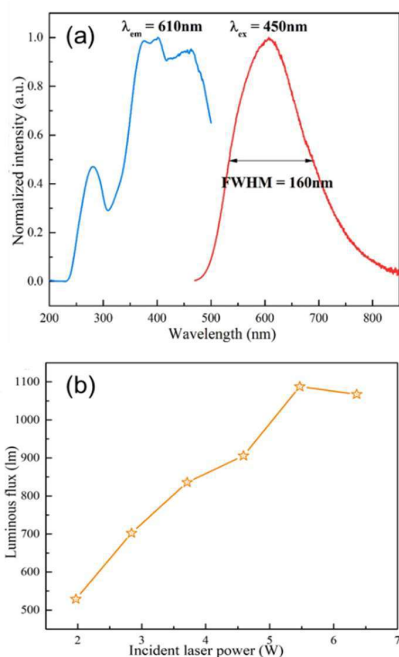 (a)
λem = 610nm
λex = 450nm
FWHM = 160nm
Normalized intensity (a.u.)
1.0
0.8
0.6
0.4
0.2
0.0
200 300 400 500 600 700 800
Wavelength (nm)
(b)
Luminous flux (lm)
1100
1000
900
800
700
600
500
2 3 4 5 6 7
Incident laser power (W)